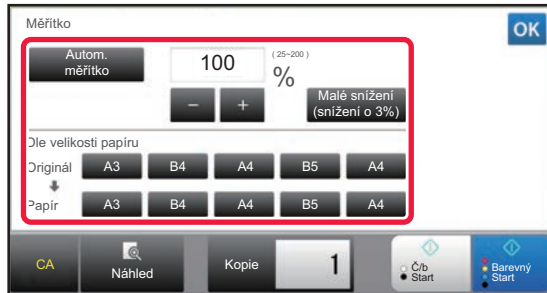 Měřítko
OK
Autom.
měřítko
100
(25~200)
%
−
+
Malé snížení
(snížení o 3%)
Dle velikosti papíru
Originál
A3
B4
A4
B5
A4
Papír
A3
B4
A4
B5
A4
CA
Náhled
Kopie
1
Č/b
Start
Barevný
Start